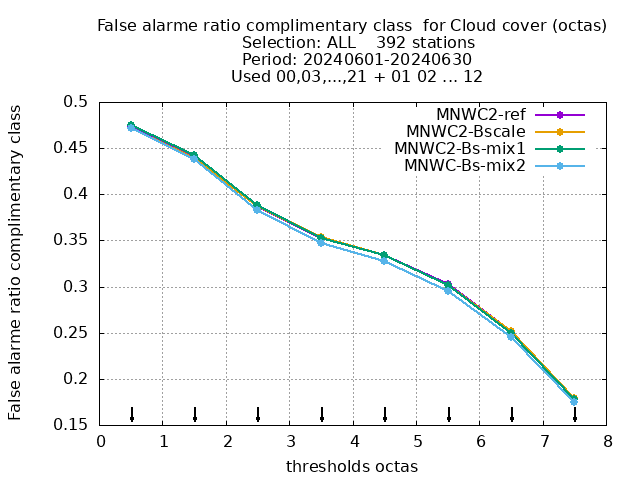 False alarme ratio complimentary class  for Cloud cover (octas)
Selection: ALL    392 stations
Period: 20240601-20240630
Used 00,03,...,21 + 01 02 ... 12
False alarme ratio complimentary class
0.5
0.45
0.4
0.35
0.3
0.25
0.2
0.15
MNWC2-ref
MNWC2-Bscale
MNWC2-Bs-mix1
MNWC-Bs-mix2
0 1 2 3 4 5 6 7 8
thresholds octas